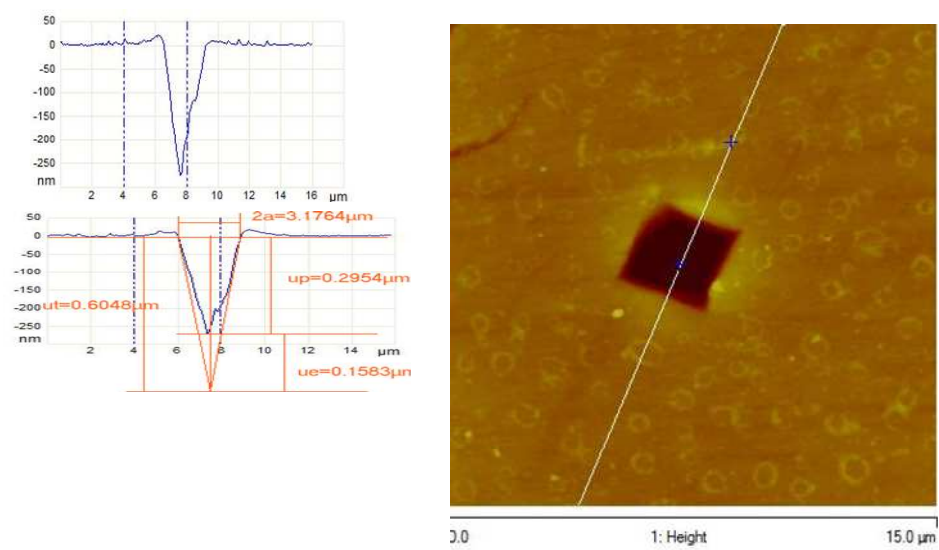 50
0
-50
-100
-150
-200
-250
nm
2 4 6 8 10 12 14 16 µm
50
0
-50
-100
-150
-200
-250
nm
2a=3.1764µm
up=0.2954µm
ut=0.6048µm
ue=0.1583µm
2 4 6 8 10 12 14 µm
0.0 1: Height 15.0 µm